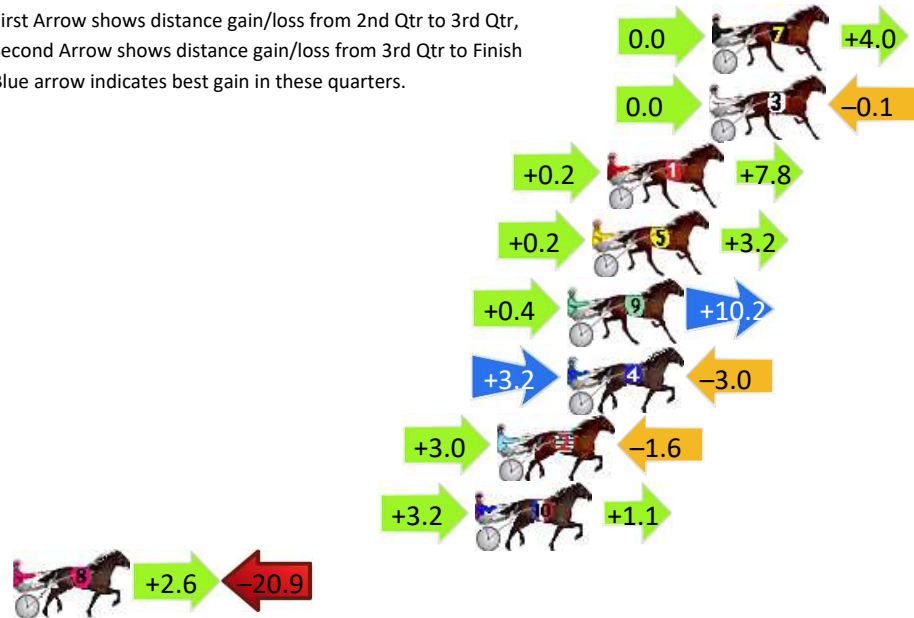 irst Arrow shows distance gain/loss from 2nd Qtr to 3rd Qtr,
econd Arrow shows distance gain/loss from 3rd Qtr to Finish
Blue arrow indicates best gain in these quarters.
0.0 7 +4.0
0.0 3 –0.1
+0.2 1 +7.8
+0.2 5 +3.2
+0.4 9 +10.2
+3.2 4 –3.0
+3.0 2 –1.6
+3.2 10 +1.1
8 +2.6 –20.9